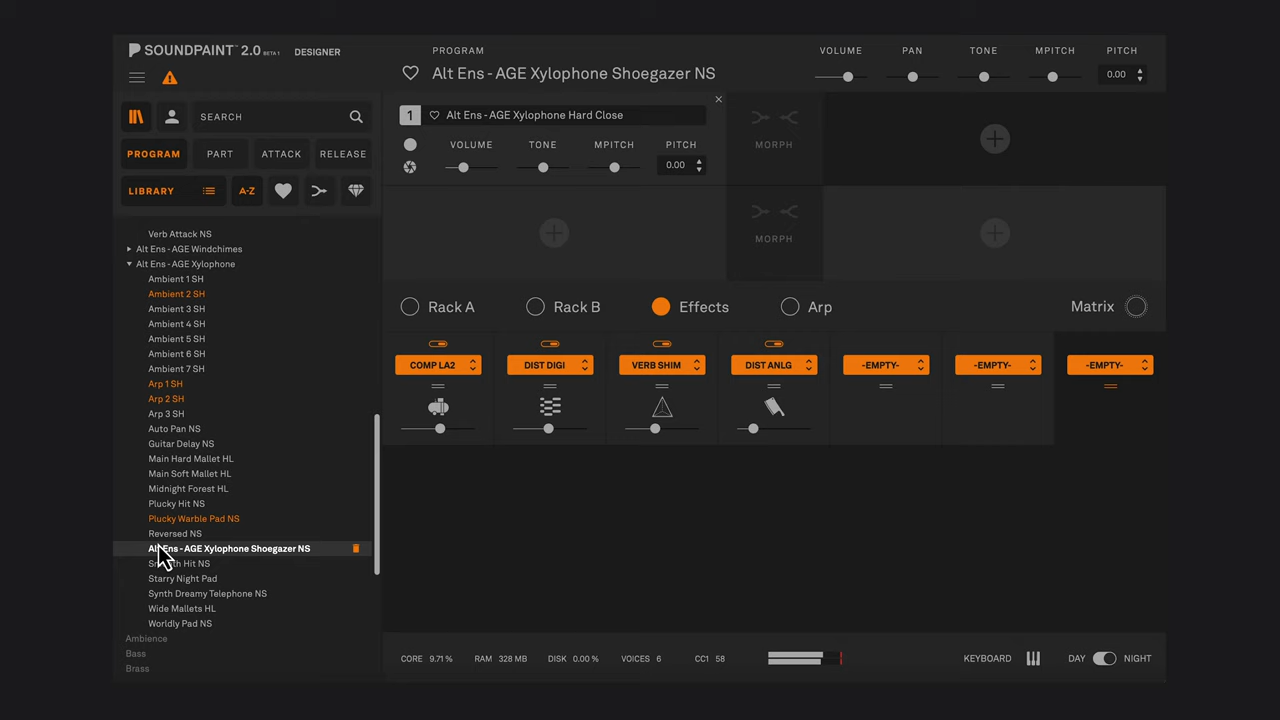 SOUNDPAINT™ 2.0 BETA 1 DESIGNER
PROGRAM
Alt Ens - AGE Xylophone Shoegazer NS
VOLUME PAN TONE MPITCH PITCH
0.00
SEARCH
PROGRAM PART ATTACK RELEASE
LIBRARY A-Z
Verb Attack NS
Alt Ens - AGE Windchimes
Alt Ens - AGE Xylophone
Ambient 1 SH
Ambient 2 SH
Ambient 3 SH
Ambient 4 SH
Ambient 5 SH
Ambient 6 SH
Ambient 7 SH
Arp 1 SH
Arp 2 SH
Arp 3 SH
Auto Pan NS
Guitar Delay NS
Main Hard Mallet HL
Main Soft Mallet HL
Midnight Forest HL
Plucky Hit NS
Plucky Warble Pad NS
Reversed NS
Alt Ens - AGE Xylophone Shoegazer NS
Hit NS
Starry Night Pad
Synth Dreamy Telephone NS
Wide Mallets HL
Worldly Pad NS
Ambience
Bass
Brass
1 Alt Ens - AGE Xylophone Hard Close
VOLUME TONE MPITCH PITCH
0.00
MORPH
MORPH
Rack A Rack B Effects Arp Matrix
COMP LA2 DIST DIGI VERB SHIM DIST ANLG -EMPTY- -EMPTY- -EMPTY-
CORE 9.71 % RAM 328 MB DISK 0.00 % VOICES 6 CC1 58 KEYBOARD DAY NIGHT